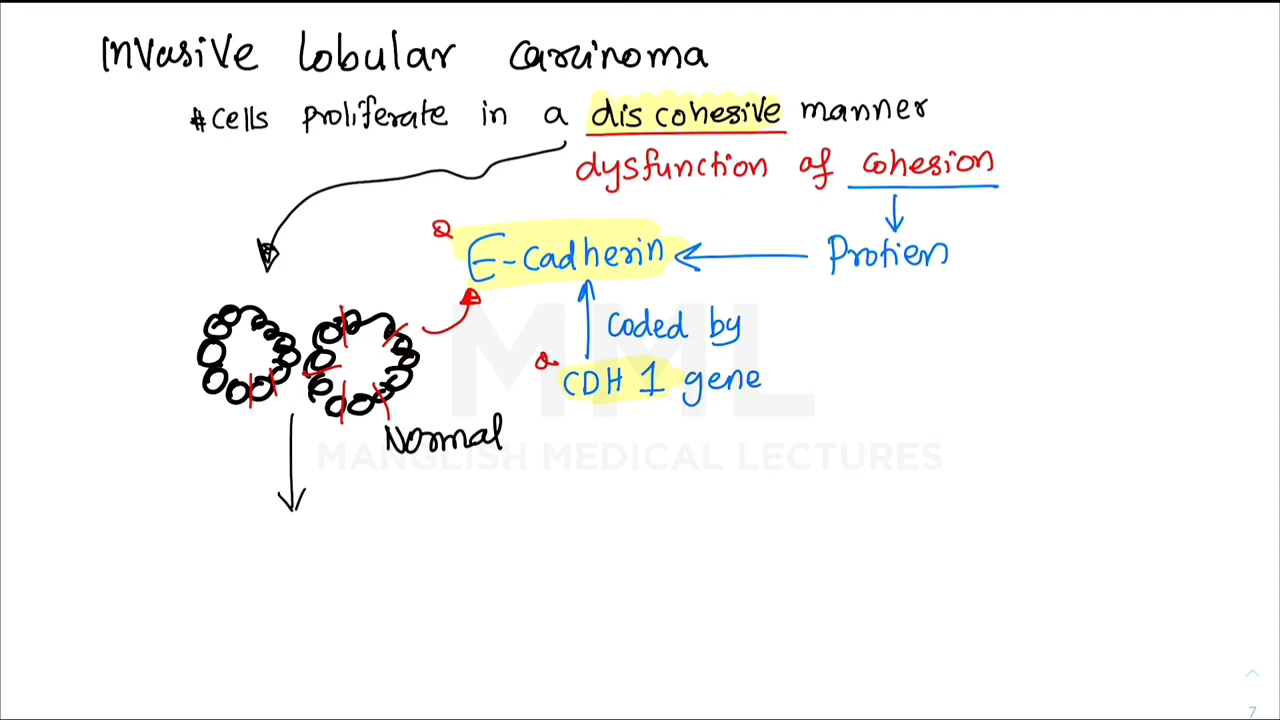 Invasive lobular carcinoma
#cells proliferate in a discohesive manner
dysfunction of cohesion
Q E-cadherin
Protien
coded by
Q CDH 1 gene
Normal
MML
MANGLISH MEDICAL LECTURES
7